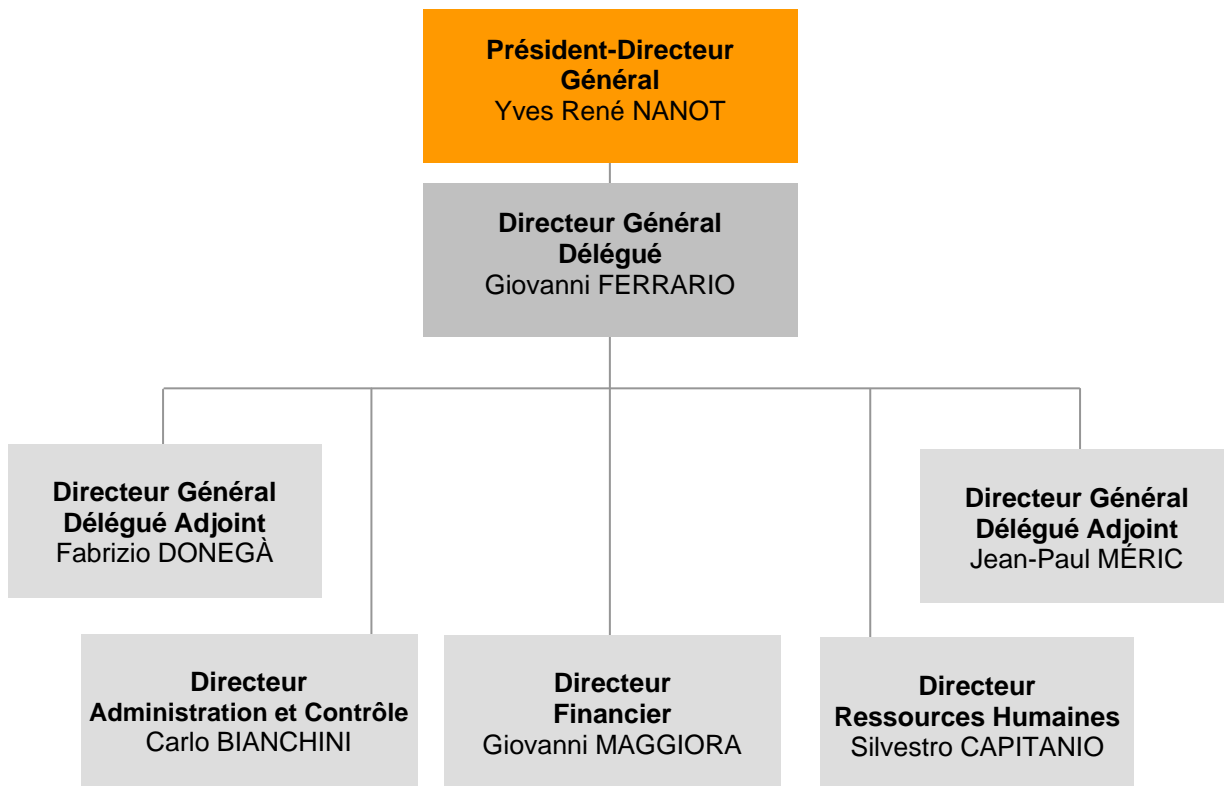 Président-Directeur
Général
Yves René NANOT
Directeur Général
Délégué
Giovanni FERRARIO
Directeur Général
Délégué Adjoint
Fabrizio DONEGÀ
Directeur Général
Délégué Adjoint
Jean-Paul MÉRIC
Directeur
Administration et Contrôle
Carlo BIANCHINI
Directeur
Financier
Giovanni MAGGIORA
Directeur
Ressources Humaines
Silvestro CAPITANIO